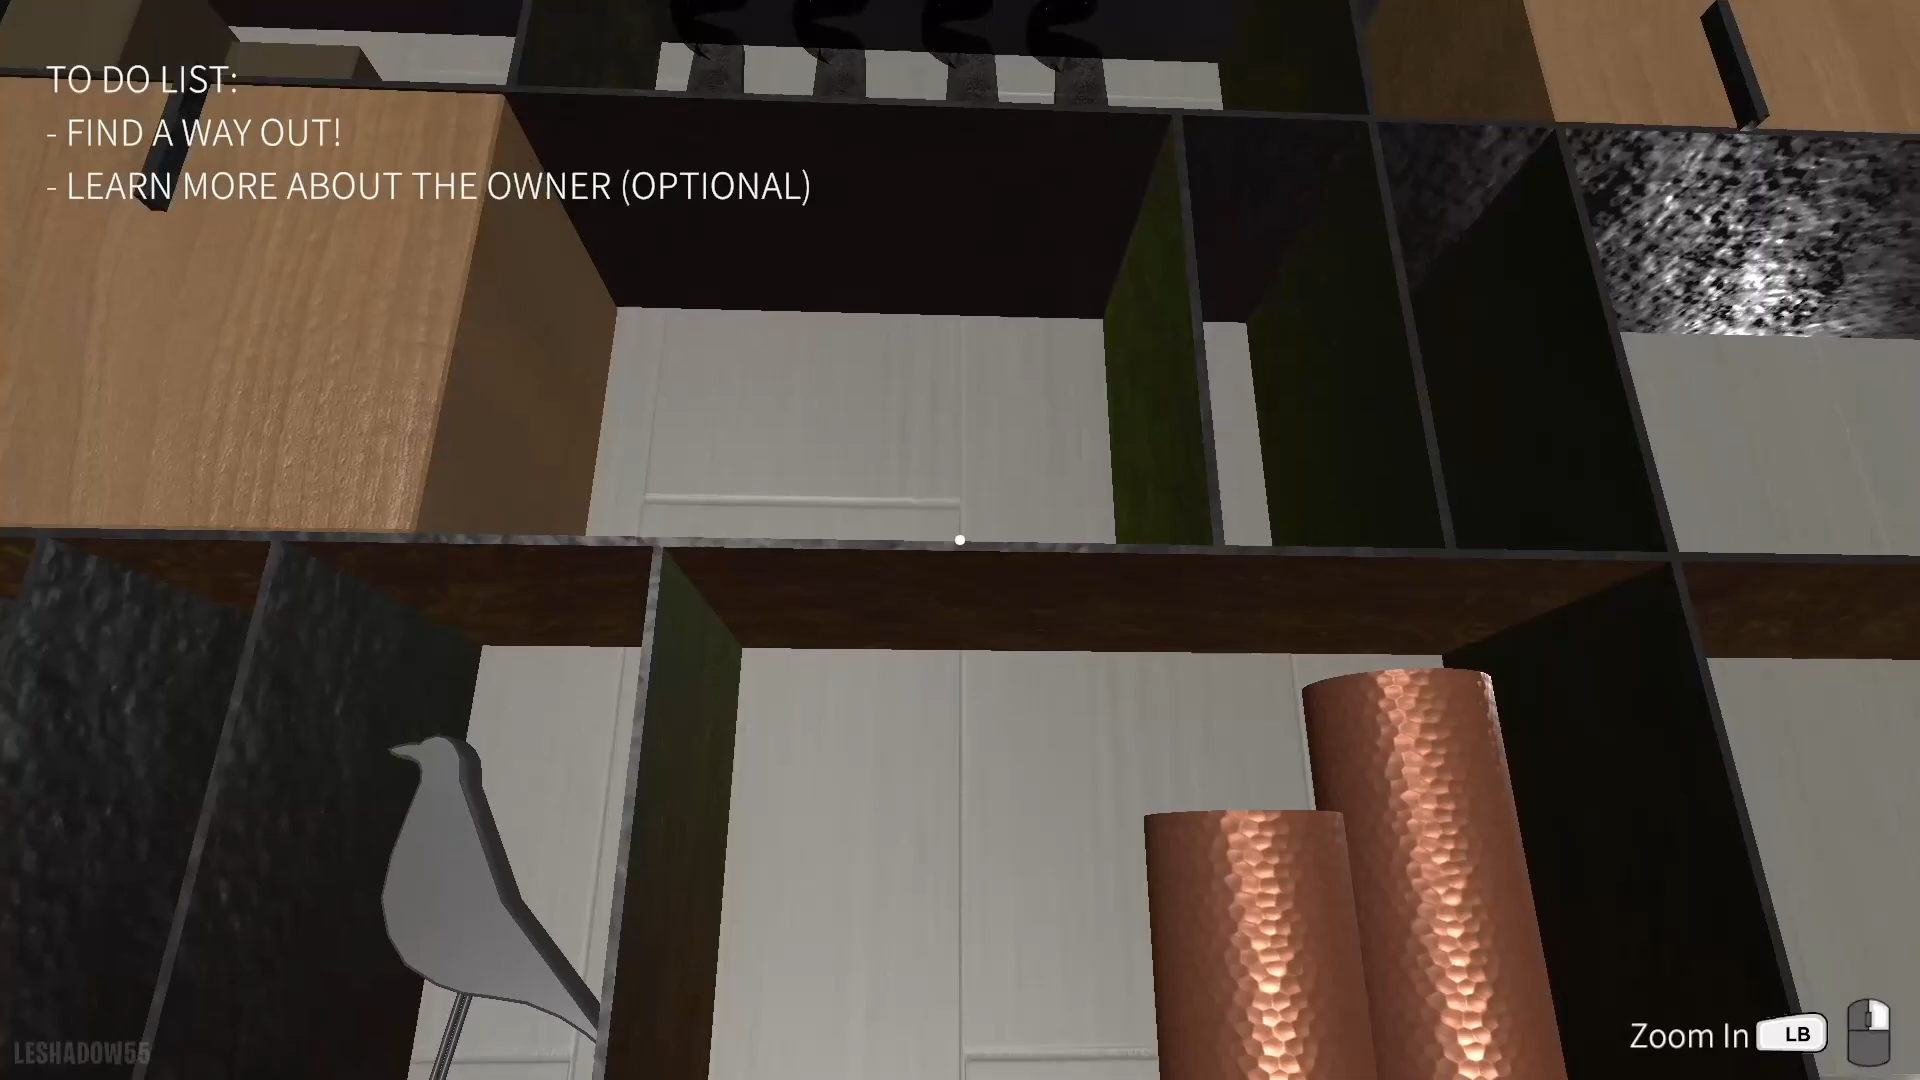 TO DO LIST:
- FIND A WAY OUT!
- LEARN MORE ABOUT THE OWNER (OPTIONAL)
Zoom In LB
LESHADOW55